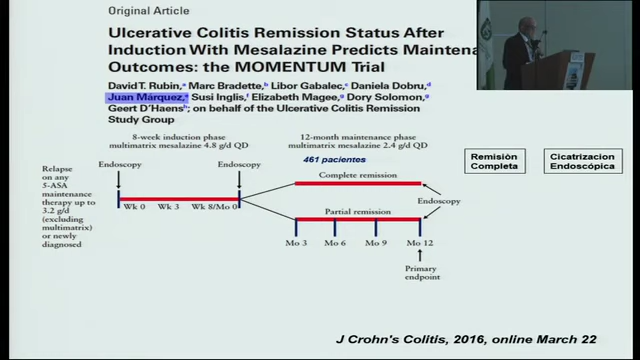 Original Article
Ulcerative Colitis Remission Status After
Induction With Mesalazine Predicts Maintena
Outcomes: the MOMENTUM Trial
David T. Rubin,a Marc Bradette,b Libor Gabalec,c Daniela Dobru,d
Juan Márquez,e Susi Inglis,f Elizabeth Magee,g Dory Solomon,g
Geert D'Haens;h on behalf of the Ulcerative Colitis Remission
Study Group
8-week induction phase
multimatrix mesalazine 4.8 g/d QD
12-month maintenance phase
multimatrix mesalazine 2.4 g/d QD
461 pacientes
Remisiòn
Completa
Cicatrizacion
Endoscópica
Endoscopy
Endoscopy
Complete remission
Relapse
on any
5-ASA
maintenance
therapy up to
3.2 g/d
(excluding
multimatrix)
or newly
diagnosed
Wk 0
Wk 3
Wk 8/Mo 0
Endoscopy
Partial remission
Mo 3
Mo 6
Mo 9
Mo 12
Primary
endpoint
J Crohn's Colitis, 2016, online March 22